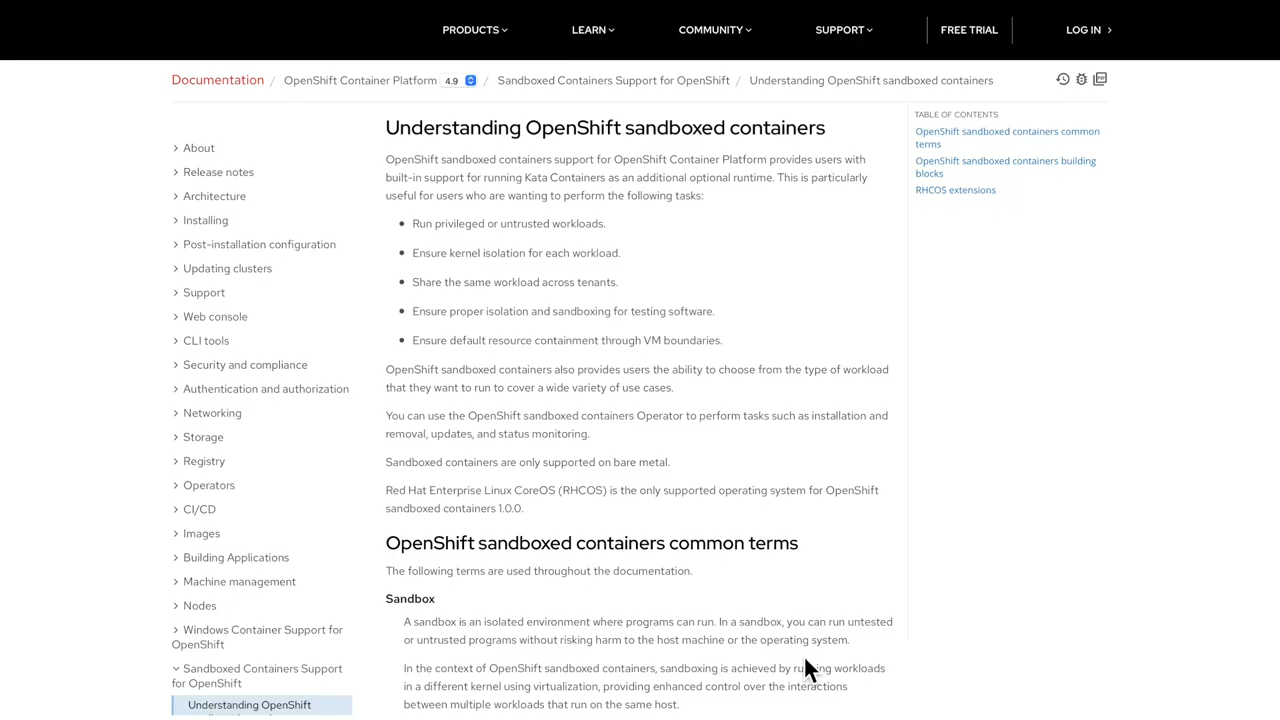 PRODUCTS
LEARN
COMMUNITY
SUPPORT
FREE TRIAL
LOG IN
Documentation / OpenShift Container Platform 4.9 / Sandboxed Containers Support for OpenShift / Understanding OpenShift sandboxed containers
About
Release notes
Architecture
Installing
Post-installation configuration
Updating clusters
Support
Web console
CLI tools
Security and compliance
Authentication and authorization
Networking
Storage
Registry
Operators
CI/CD
Images
Building Applications
Machine management
Nodes
Windows Container Support for
OpenShift
Sandboxed Containers Support
for OpenShift
Understanding OpenShift
Understanding OpenShift sandboxed containers
OpenShift sandboxed containers support for OpenShift Container Platform provides users with
built-in support for running Kata Containers as an additional optional runtime. This is particularly
useful for users who are wanting to perform the following tasks:
Run privileged or untrusted workloads.
Ensure kernel isolation for each workload.
Share the same workload across tenants.
Ensure proper isolation and sandboxing for testing software.
Ensure default resource containment through VM boundaries.
OpenShift sandboxed containers also provides users the ability to choose from the type of workload
that they want to run to cover a wide variety of use cases.
You can use the OpenShift sandboxed containers Operator to perform tasks such as installation and
removal, updates, and status monitoring.
Sandboxed containers are only supported on bare metal.
Red Hat Enterprise Linux CoreOS (RHCOS) is the only supported operating system for OpenShift
sandboxed containers 1.0.0.
OpenShift sandboxed containers common terms
The following terms are used throughout the documentation.
Sandbox
A sandbox is an isolated environment where programs can run. In a sandbox, you can run untested
or untrusted programs without risking harm to the host machine or the operating system.
In the context of OpenShift sandboxed containers, sandboxing is achieved by running workloads
in a different kernel using virtualization, providing enhanced control over the interactions
between multiple workloads that run on the same host.
TABLE OF CONTENTS
OpenShift sandboxed containers common
terms
OpenShift sandboxed containers building
blocks
RHCOS extensions